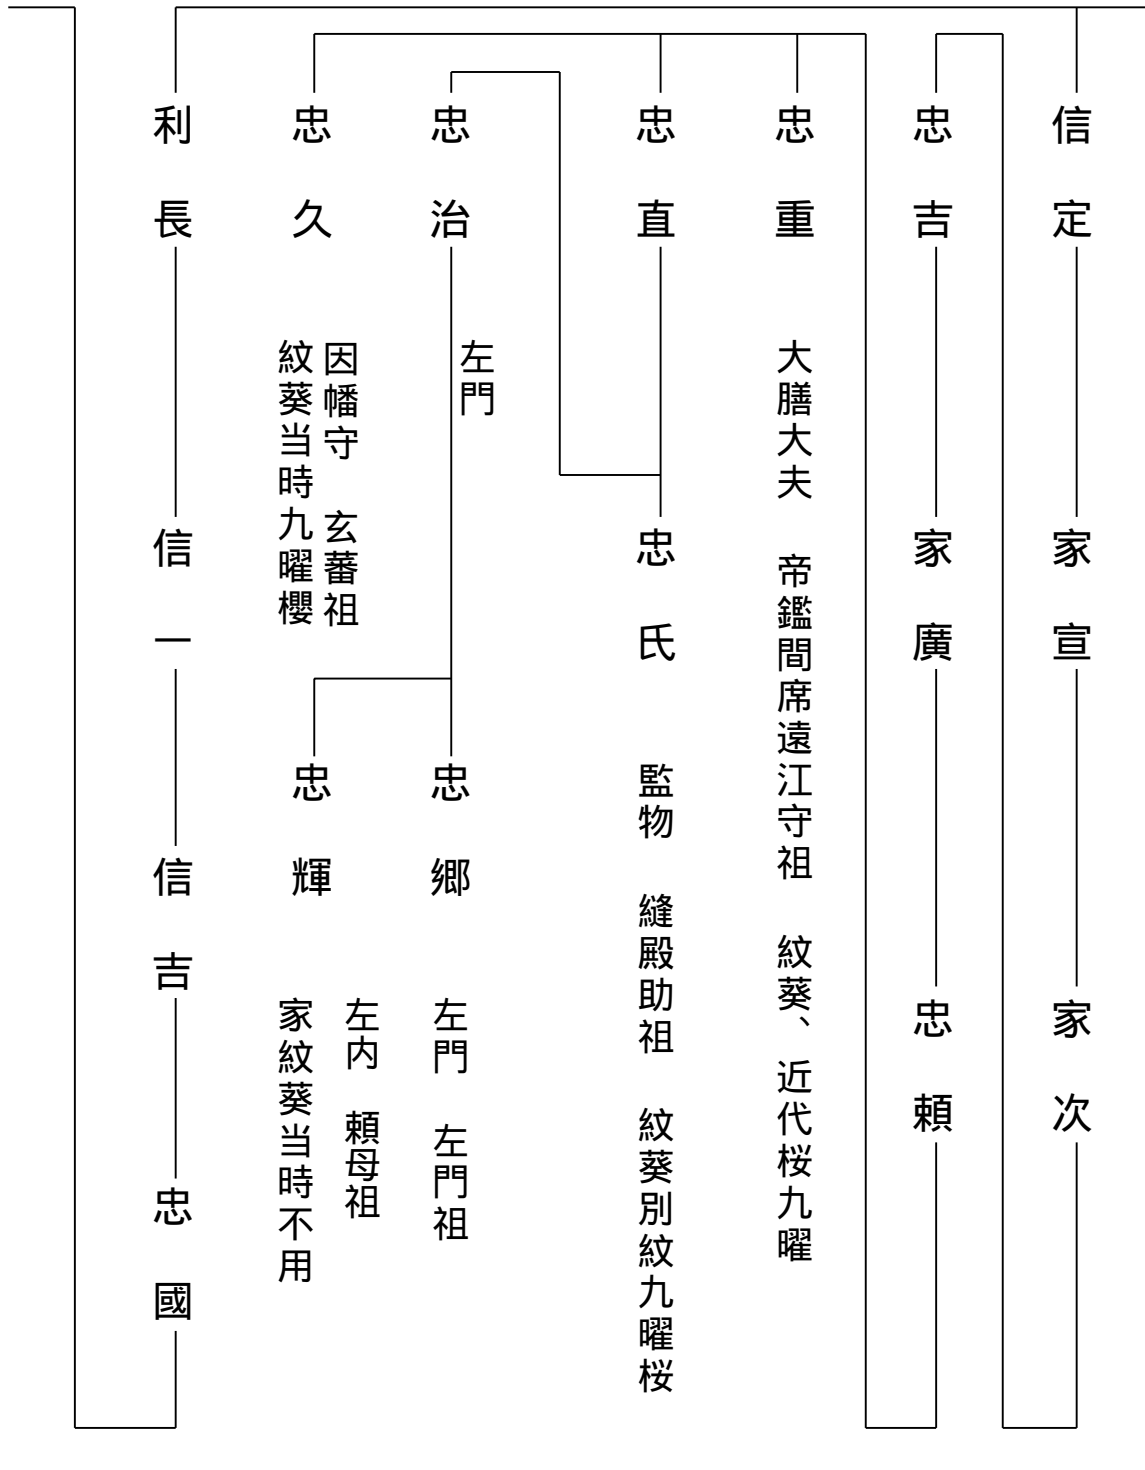 信定
家宣
家次
忠吉
家廣
忠頼
忠重
大膳大夫　帝鑑間席遠江守祖　紋葵、近代桜九曜
忠直
忠氏
監物　縫殿助祖　紋葵別紋九曜桜
忠治
左門
忠郷
左門　左門祖
忠久
因幡守　玄蕃祖
紋葵当時九曜櫻
忠輝
左内　頼母祖
家紋葵当時不用
利長
信一
信吉
忠國